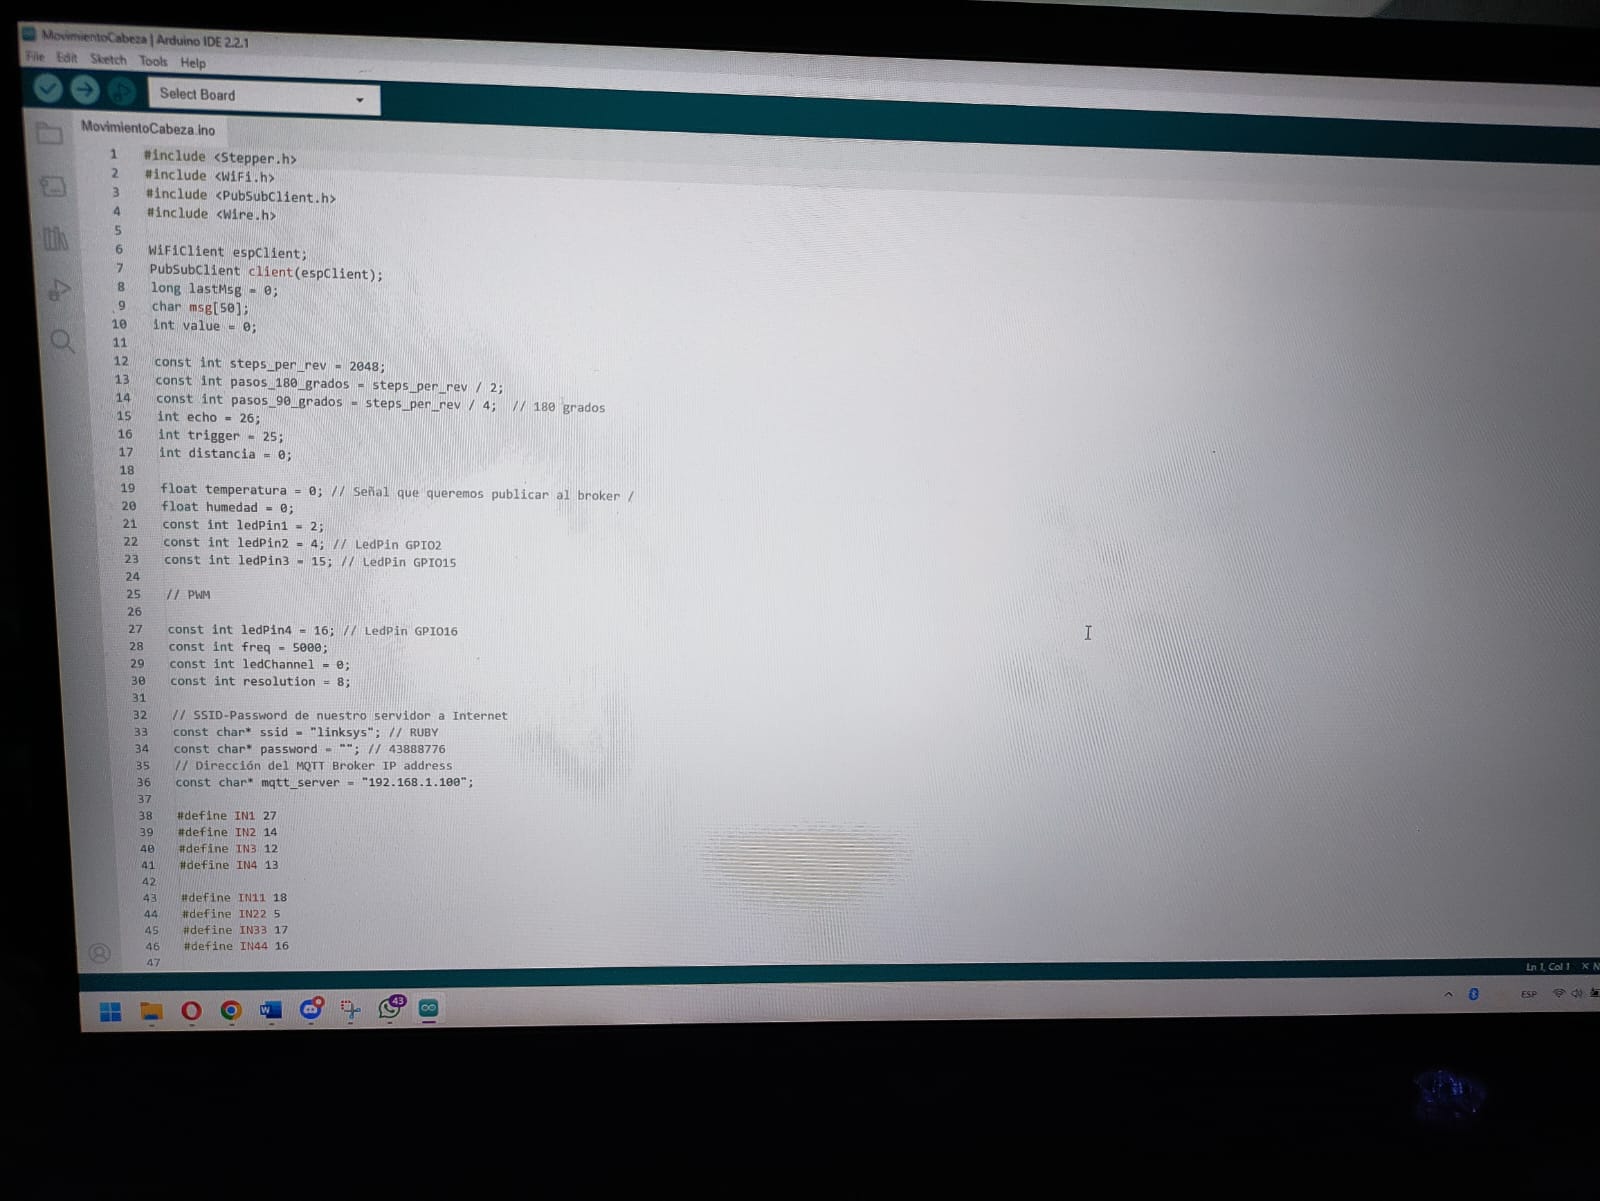 MovimientoCabeza | Arduino IDE 2.2.1
File Edit Sketch Tools Help
Select Board
MovimientoCabeza.ino
1 #include <Stepper.h>
2 #include <WiFi.h>
3 #include <PubSubClient.h>
4 #include <Wire.h>
5
6 WiFiClient espClient;
7 PubSubClient client(espClient);
8 long lastMsg = 0;
9 char msg[50];
10 int value = 0;
11
12 const int steps_per_rev = 2048;
13 const int pasos_180_grados = steps_per_rev / 2;
14 const int pasos_90_grados = steps_per_rev / 4; // 180 grados
15 int echo = 26;
16 int trigger = 25;
17 int distancia = 0;
18
19 float temperatura = 0; // Señal que queremos publicar al broker /
20 float humedad = 0;
21 const int ledPin1 = 2;
22 const int ledPin2 = 4; // LedPin GPIO2
23 const int ledPin3 = 15; // LedPin GPIO15
24
25 // PWM
26
27 const int ledPin4 = 16; // LedPin GPIO16
28 const int freq = 5000;
29 const int ledChannel = 0;
30 const int resolution = 8;
31
32 // SSID-Password de nuestro servidor a Internet
33 const char* ssid = "linksys"; // RUBY
34 const char* password = ""; // 43888776
35 // Dirección del MQTT Broker IP address
36 const char* mqtt_server = "192.168.1.100";
37
38 #define IN1 27
39 #define IN2 14
40 #define IN3 12
41 #define IN4 13
42
43 #define IN11 18
44 #define IN22 5
45 #define IN33 17
46 #define IN44 16
47
Ln 1, Col 1 × N
43
ESP